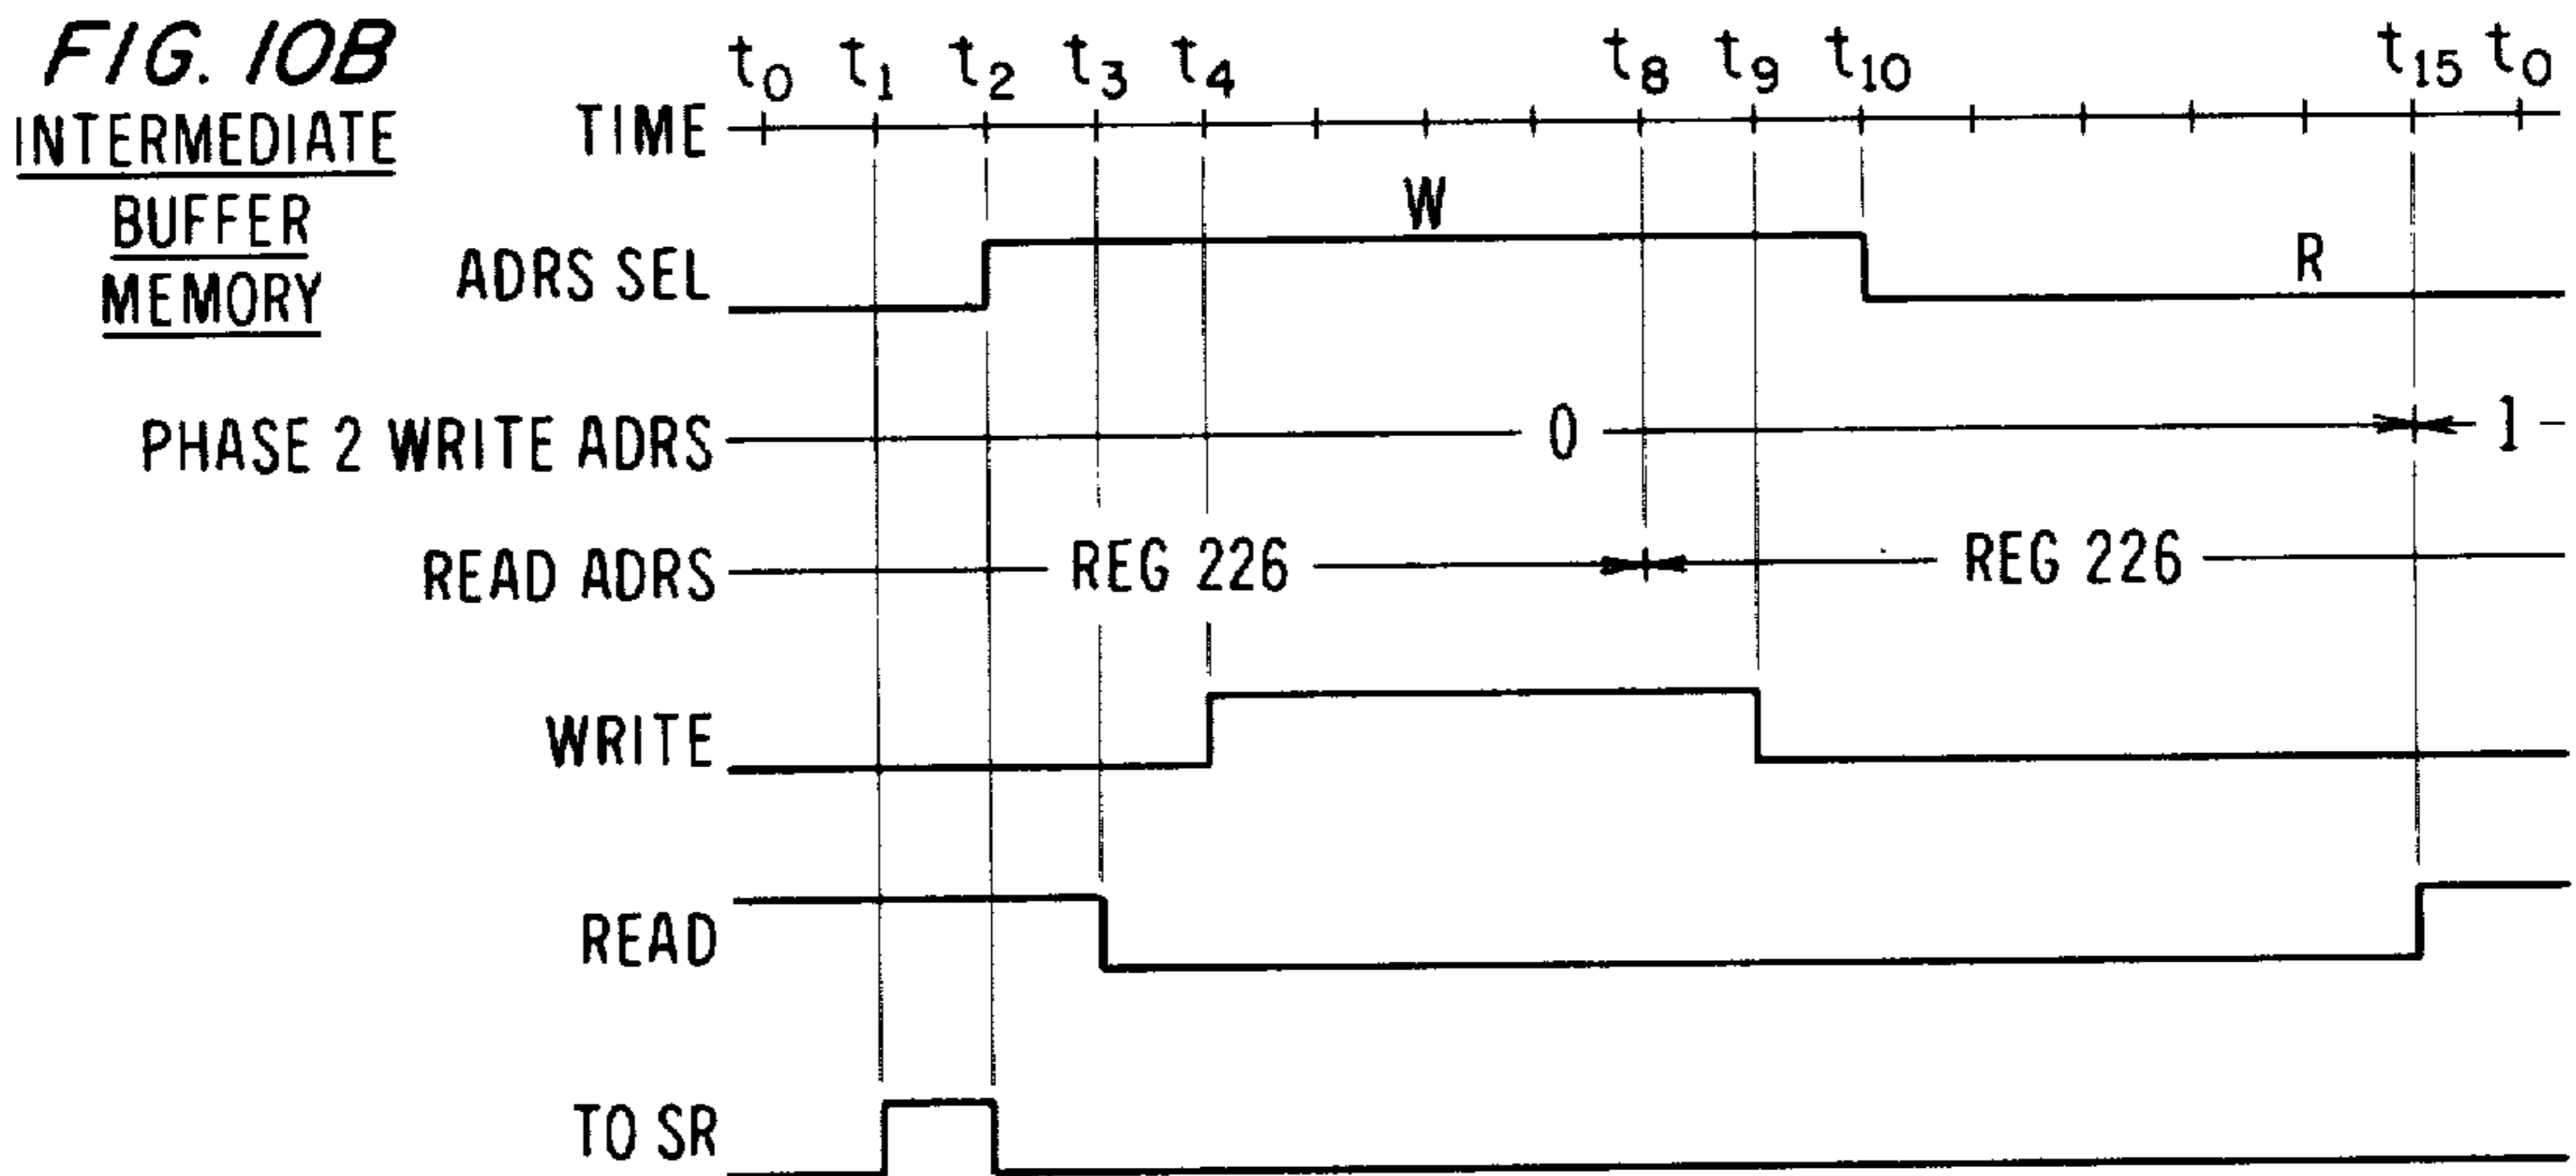 FIG. 10B
INTERMEDIATE
BUFFER
MEMORY
t0 t1 t2 t3 t4 t8 t9 t10 t15 t0
TIME
W
ADRS SEL
R
PHASE 2 WRITE ADRS 0 1
READ ADRS REG 226 REG 226
WRITE
READ
TO SR